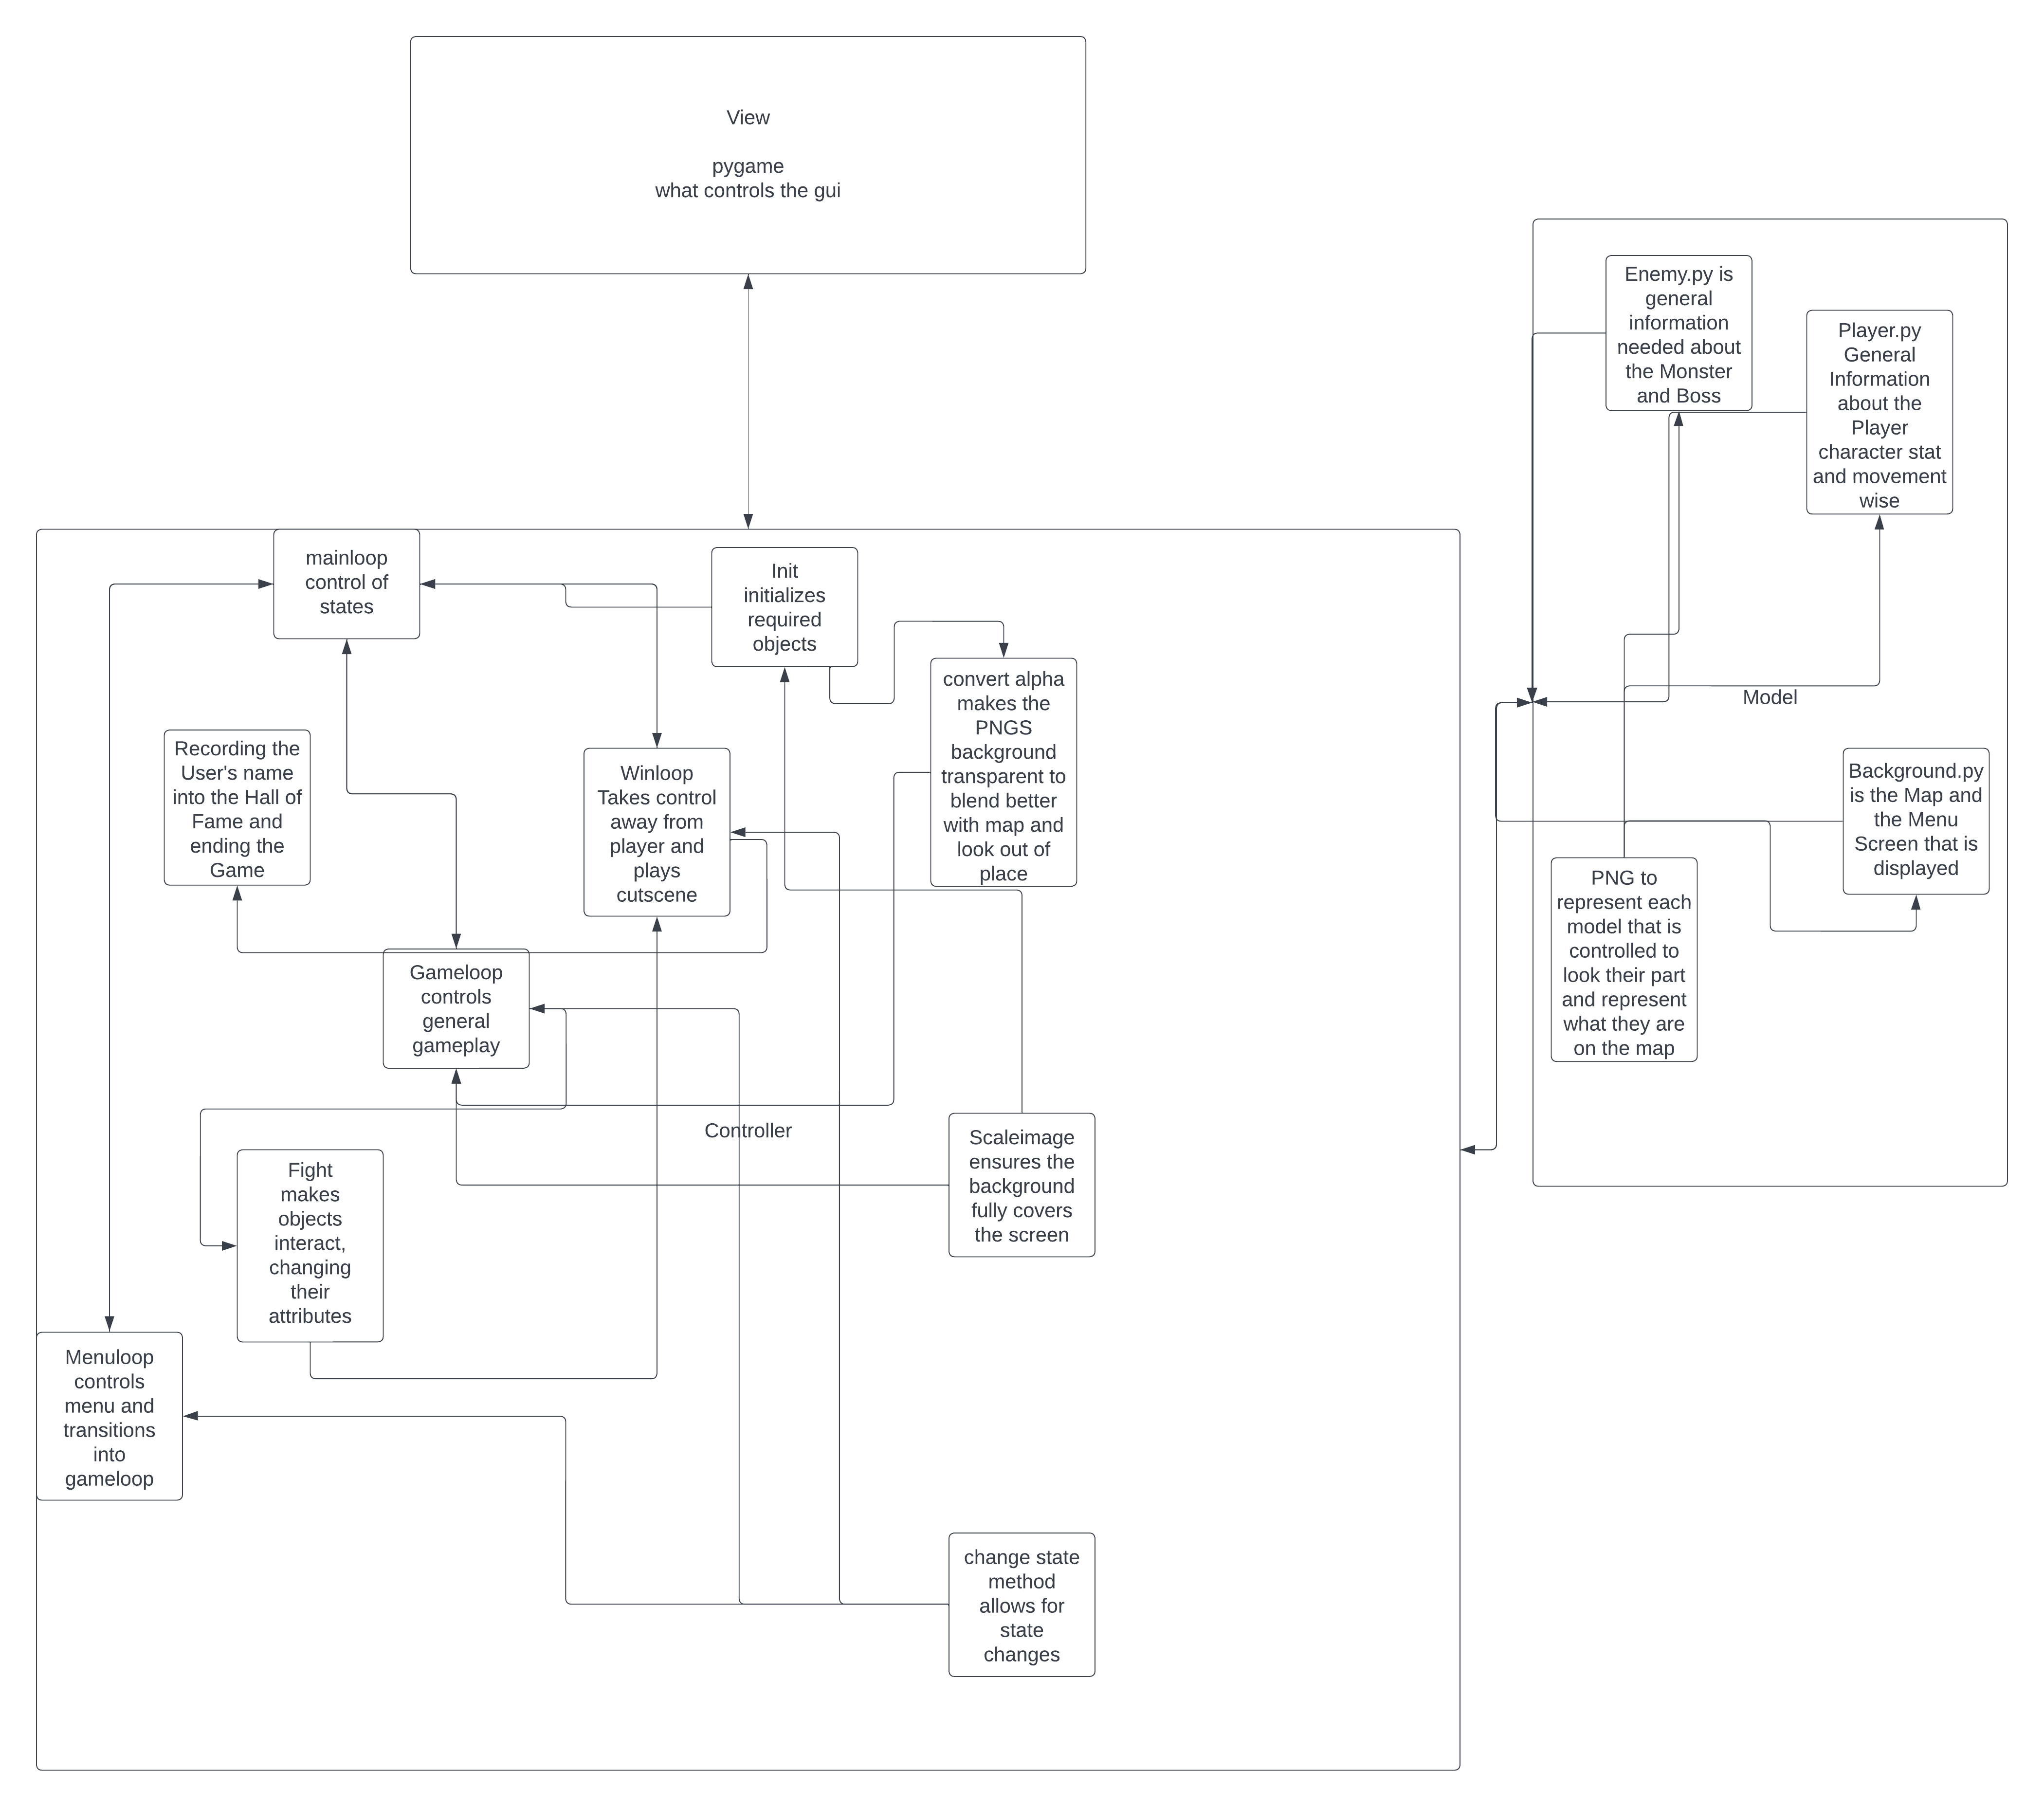 View
pygame
what controls the gui
Enemy.py is
general
information
needed about
the Monster
and Boss
Player.py
General
Information
about the
Player
character stat
and movement
wise
mainloop
control of
states
Init
initializes
required
objects
convert alpha
makes the
PNGS
background
transparent to
blend better
with map and
look out of
place
Model
Recording the
User's name
into the Hall of
Fame and
ending the
Game
Winloop
Takes control
away from
player and
plays
cutscene
Background.py
is the Map and
the Menu
Screen that is
displayed
PNG to
represent each
model that is
controlled to
look their part
and represent
what they are
on the map
Gameloop
controls
general
gameplay
Controller
Scaleimage
ensures the
background
fully covers
the screen
Fight
makes
objects
interact,
changing
their
attributes
Menuloop
controls
menu and
transitions
into
gameloop
change state
method
allows for
state
changes